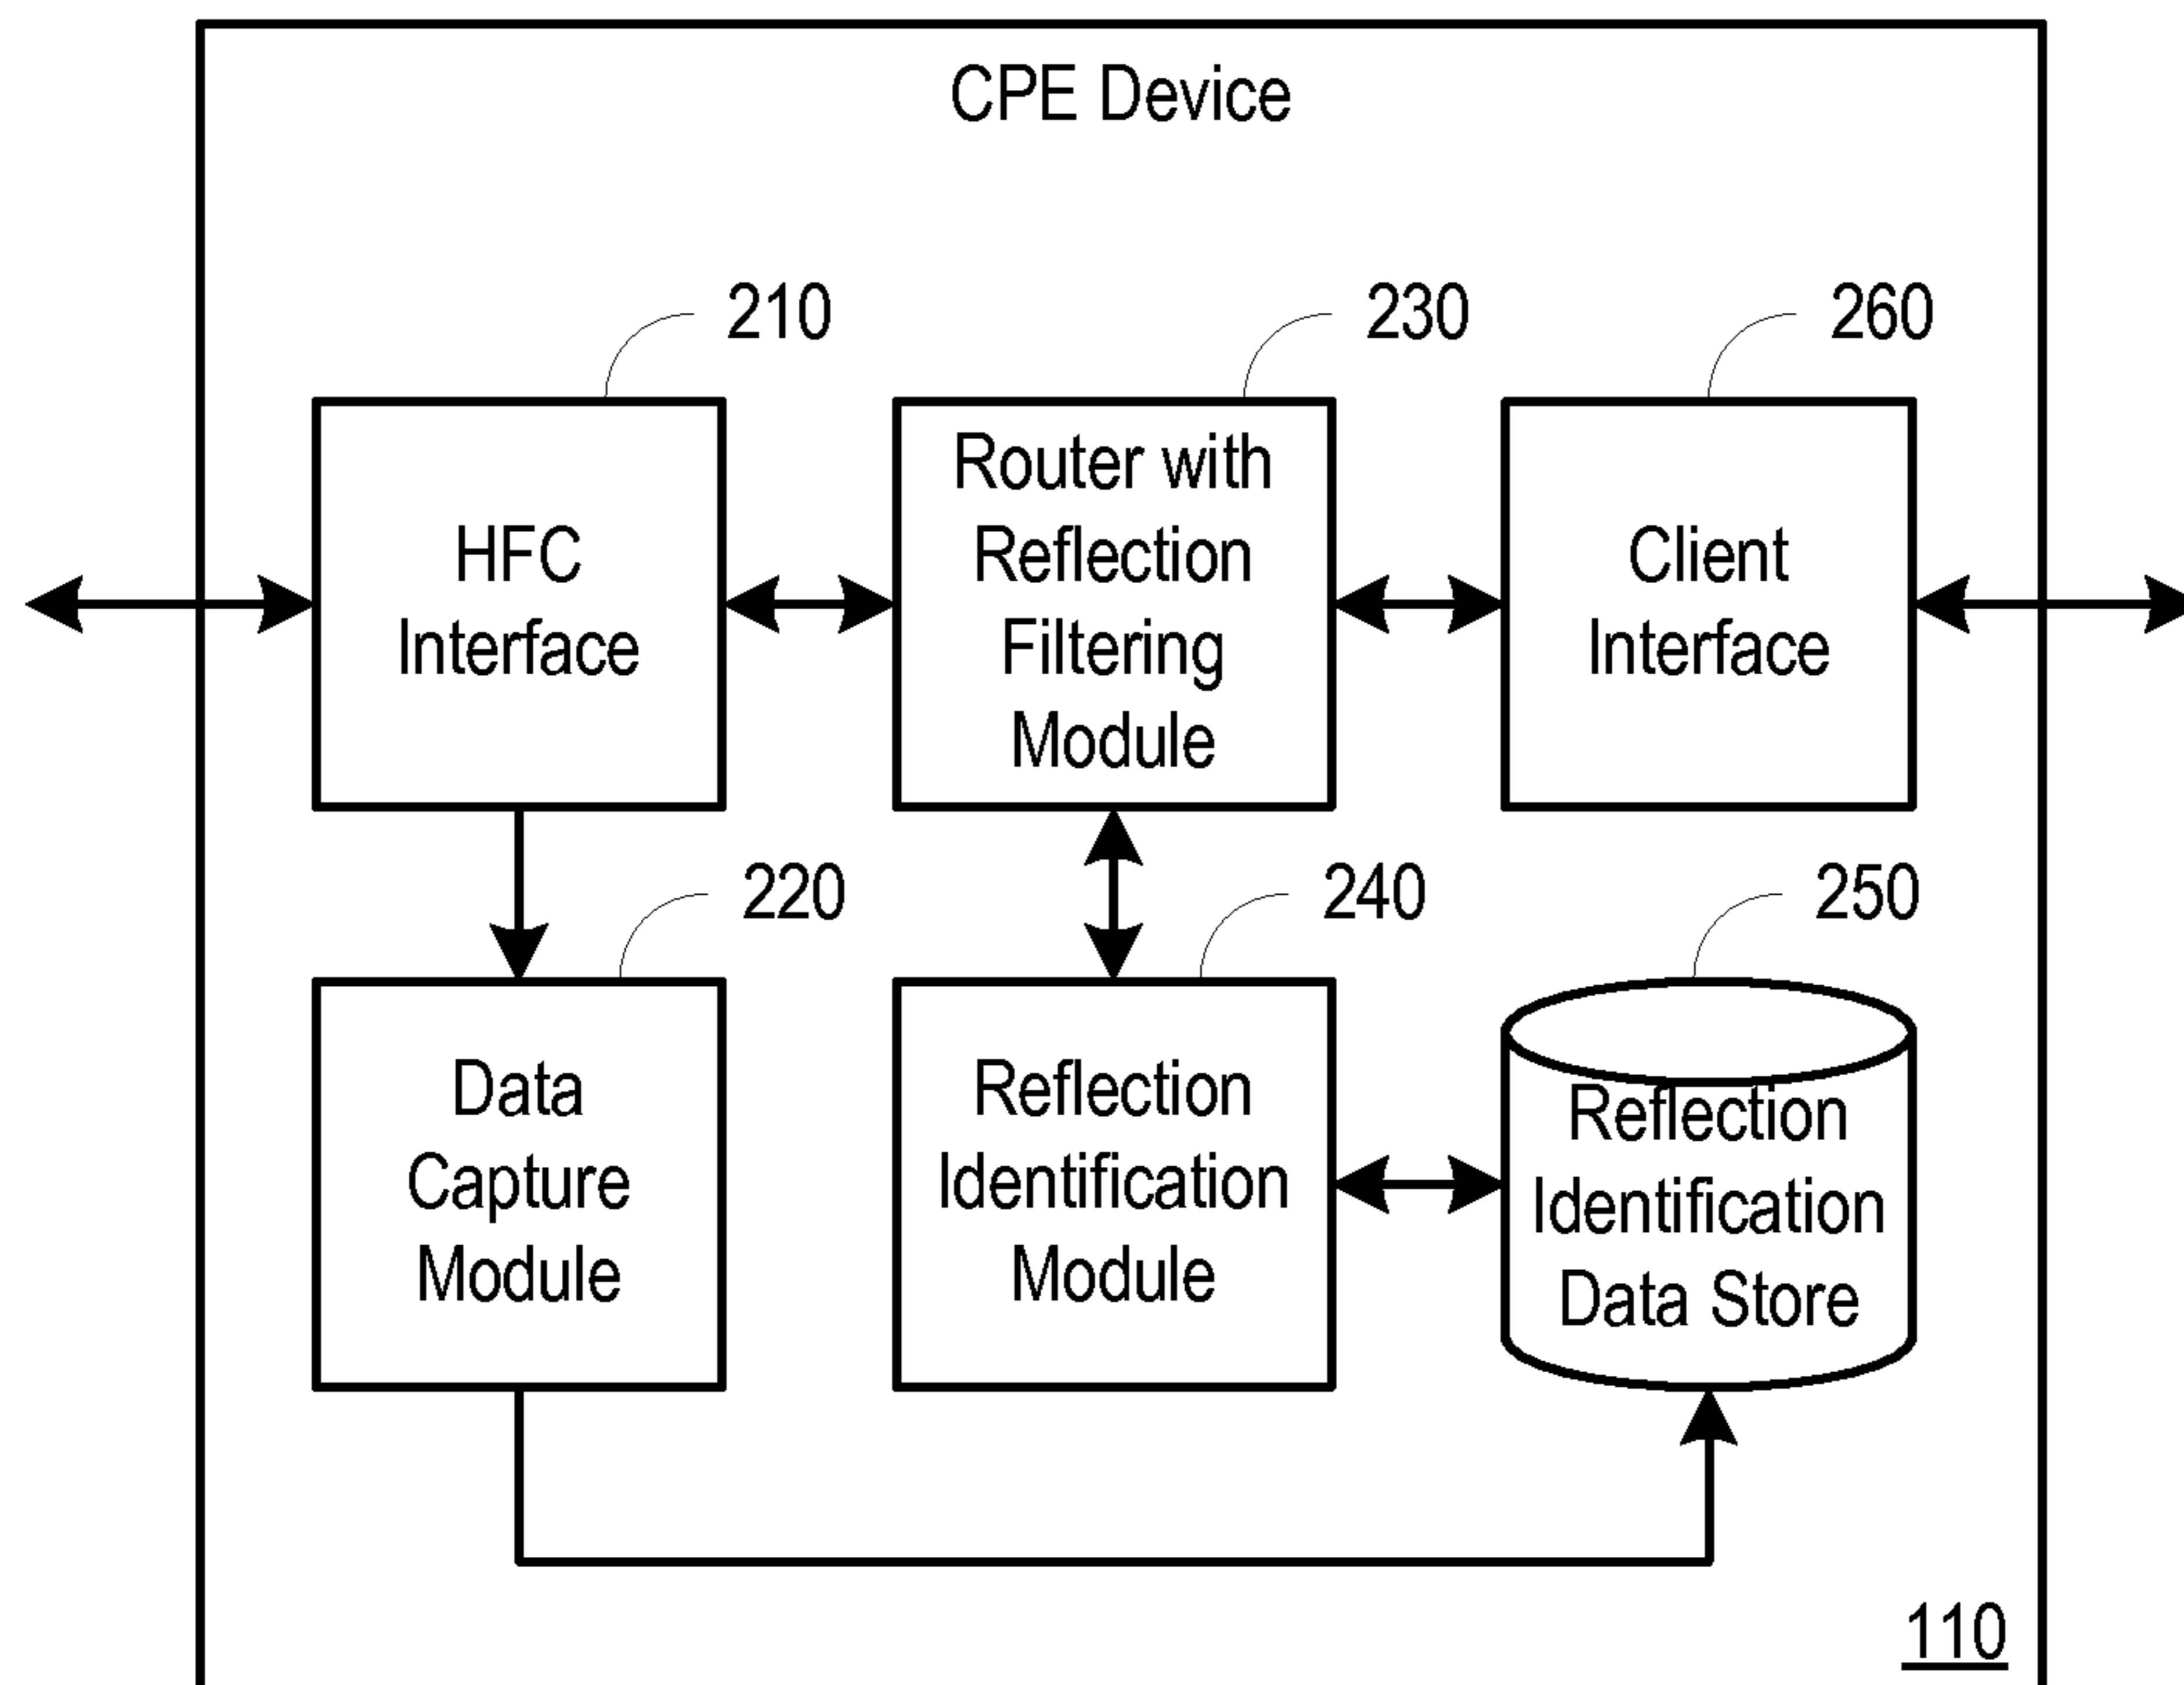 CPE Device
210
230
260
HFC
Interface
Router with
Reflection
Filtering
Module
Client
Interface
220
240
250
Data
Capture
Module
Reflection
Identification
Module
Reflection
Identification
Data Store
110